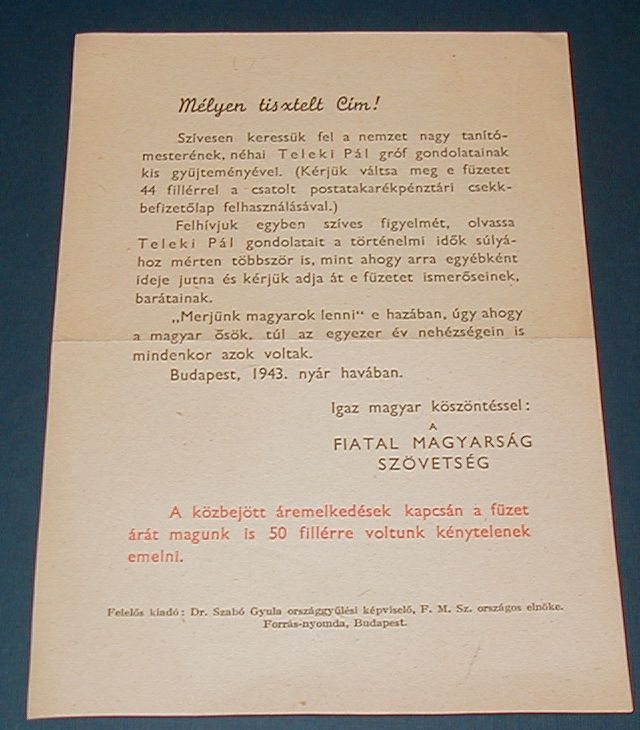 Mélyen tisztelt Cím!
Szívesen keressük fel a nemzet nagy tanító-
mesterének, néhai Teleki Pál gróf gondolatainak
kis gyüjteményével. (Kérjük váltsa meg e füzetet
44 fillérrel a csatolt postatakarékpénztári csekk-
befizetőlap felhasználásával.)
Felhívjuk egyben szíves figyelmét, olvassa
Teleki Pál gondolatait a történelmi idők súlyá-
hoz mérten többször is, mint ahogy arra egyébként
ideje jutna és kérjük adja át e füzetet ismerőseinek,
barátainak.
„Merjünk magyarok lenni“ e hazában, úgy ahogy
a magyar ősök, túl az egyezer év nehézségein is
mindenkor azok voltak.
Budapest, 1943. nyár havában.
Igaz magyar köszöntéssel:
A
FIATAL MAGYARSÁG
SZÖVETSÉG
A közbejött áremelkedések kapcsán a füzet
árát magunk is 50 fillérre voltunk kénytelenek
emelni.
Felelős kiadó: Dr. Szabó Gyula országgyűlési képviselő, F. M. Sz. országos elnöke.
Forrás-nyomda, Budapest.